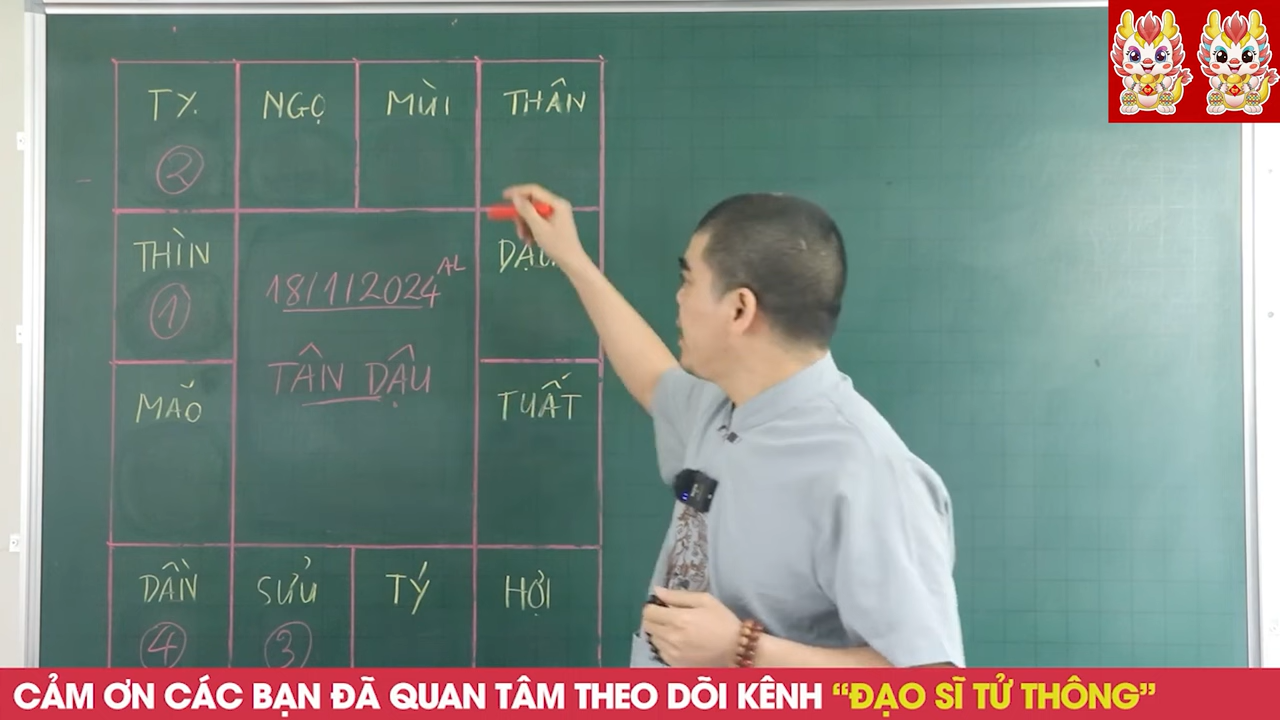 TỴ NGỌ MÙI THÂN
②
THÌN DẬU
① 18/1/2024 AL
TÂN DẬU
MÃO TUẤT
DẦN SỬU TÝ HỢI
④ ③
CẢM ƠN CÁC BẠN ĐÃ QUAN TÂM THEO DÕI KÊNH “ĐẠO SĨ TỬ THÔNG”